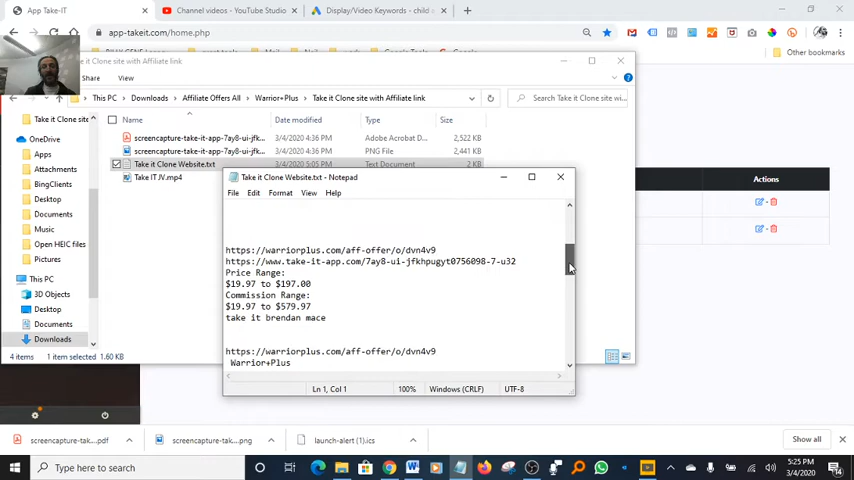 App Take-IT
Channel videos - YouTube Studio
Display/Video Keywords - child c
app-takeit.com/home.php
Other bookmarks
e it Clone site with Affiliate link
Share
View
This PC
Downloads
Affiliate Offers All
Warrior+Plus
Take it Clone site with Affiliate link
Search Take it Clone site wi...
Take it Clone site
Name
Date modified
Type
Size
OneDrive
Apps
Attachments
BingClients
Desktop
Documents
Music
Open HEIC files
Pictures
This PC
3D Objects
Desktop
Documents
Downloads
screencapture-take-it-app-7ay8-ui-jfk...
3/4/2020 4:36 PM
Adobe Acrobat D...
2,522 KB
screencapture-take-it-app-7ay8-ui-jfk...
3/4/2020 4:36 PM
PNG File
2,441 KB
Take it Clone Website.txt
3/4/2020 5:05 PM
Text Document
2 KB
Take IT JV.mp4
4 items
1 item selected 1.60 KB
Take it Clone Website.txt - Notepad
File
Edit
Format
View
Help
https://warriorplus.com/aff-offer/o/dvn4v9
https://www.take-it-app.com/7ay8-ui-jfkhpugyt0756098-7-u32
Price Range:
$19.97 to $197.00
Commission Range:
$19.97 to $579.97
take it brendan mace
https://warriorplus.com/aff-offer/o/dvn4v9
Warrior+Plus
Ln 1, Col 1
100%
Windows (CRLF)
UTF-8
Actions
screencapture-tak....pdf
screencapture-tak....png
launch-alert (1).ics
Show all
Type here to search
5:25 PM
3/4/2020